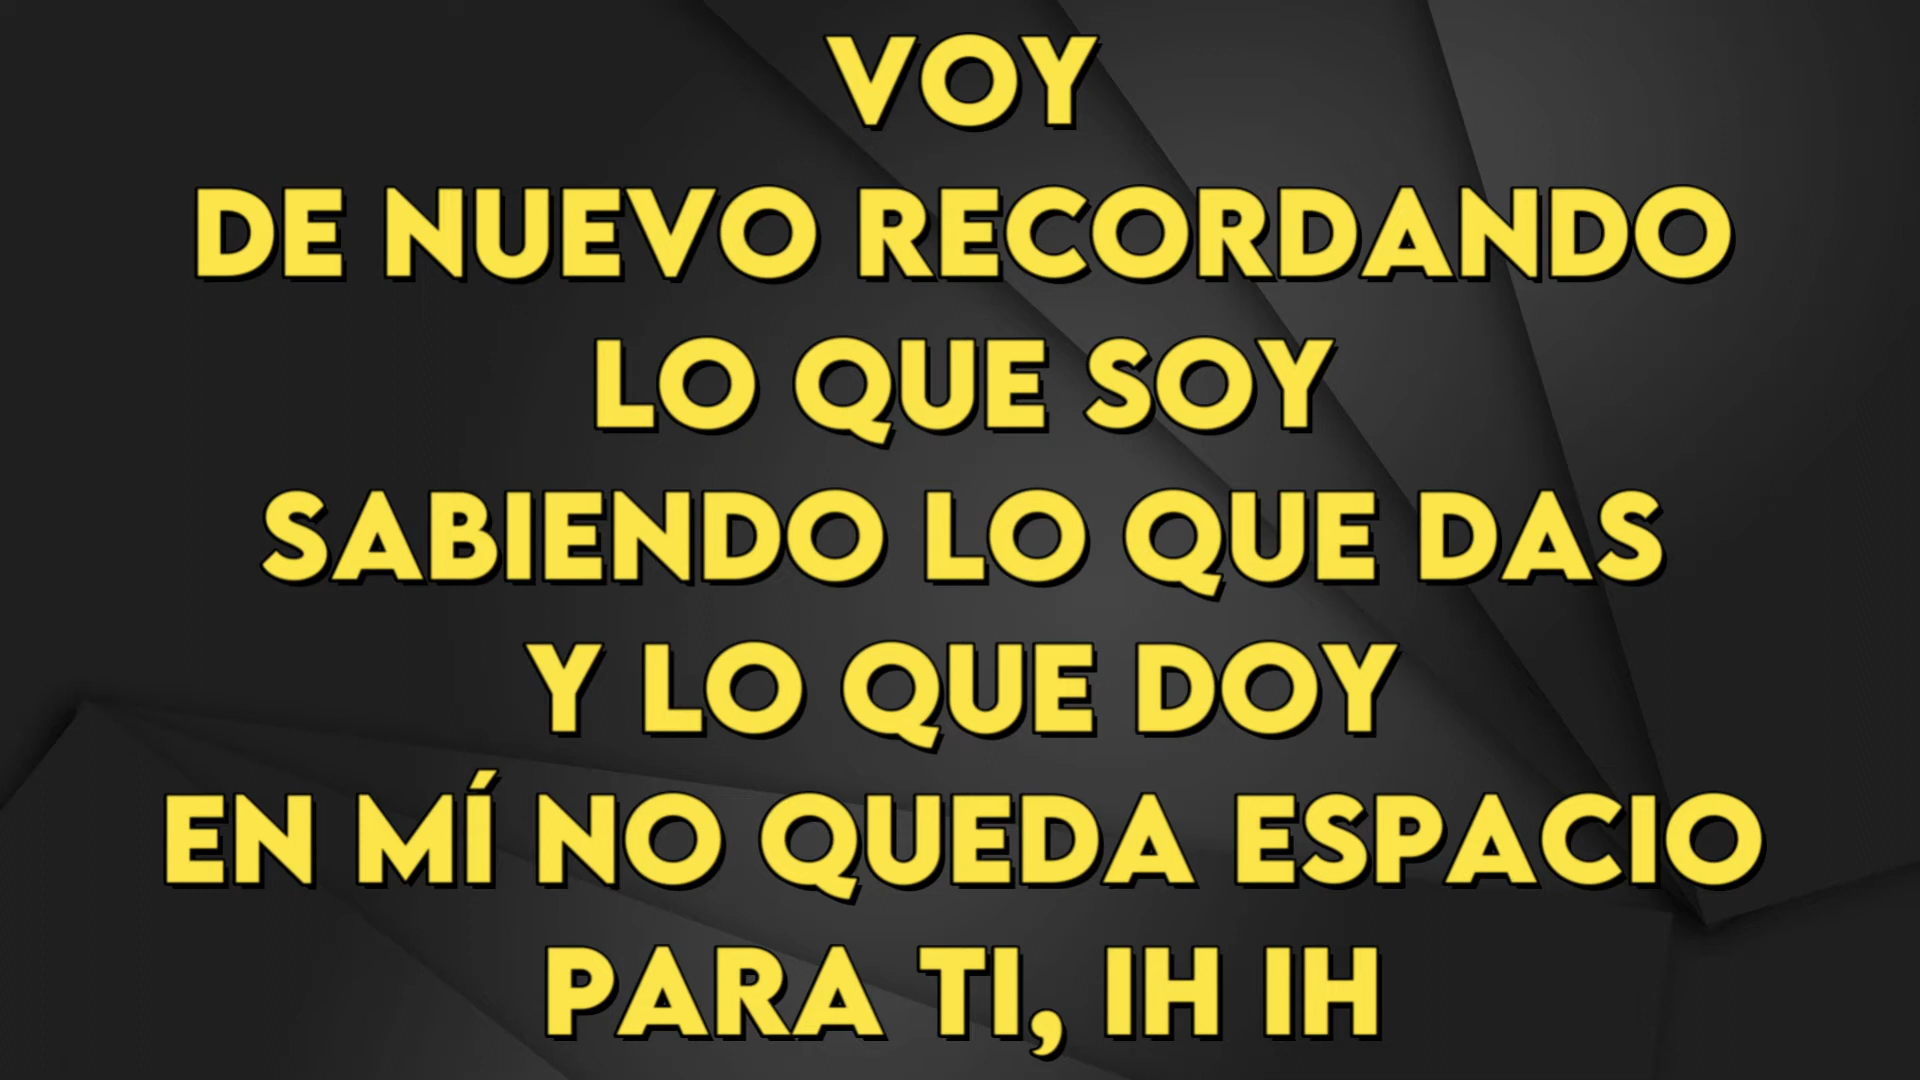 VOY
DE NUEVO RECORDANDO
LO QUE SOY
SABIENDO LO QUE DAS
Y LO QUE DOY
EN MÍ NO QUEDA ESPACIO
PARA TI, IH IH